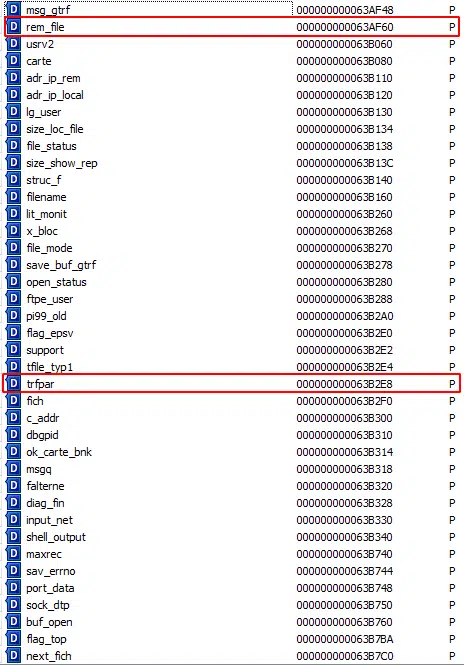 D msg_gtrf 000000000063AF48 P
D rem_file 000000000063AF60 P
D usrv2 000000000063B060 P
D carte 000000000063B080 P
D adr_ip_rem 000000000063B110 P
D adr_ip_local 000000000063B120 P
D lg_user 000000000063B130 P
D size_loc_file 000000000063B134 P
D file_status 000000000063B138 P
D size_show_rep 000000000063B13C P
D struc_f 000000000063B140 P
D filename 000000000063B160 P
D lit_monit 000000000063B260 P
D x_bloc 000000000063B268 P
D file_mode 000000000063B270 P
D save_buf_gtrf 000000000063B278 P
D open_status 000000000063B280 P
D ftpe_user 000000000063B288 P
D pi99_old 000000000063B2A0 P
D flag_epsv 000000000063B2E0 P
D support 000000000063B2E2 P
D tfile_typ1 000000000063B2E4 P
D trfpar 000000000063B2E8 P
D fich 000000000063B2F0 P
D c_addr 000000000063B300 P
D dbgpid 000000000063B310 P
D ok_carte_bnk 000000000063B314 P
D msgq 000000000063B318 P
D falterne 000000000063B320 P
D diag_fin 000000000063B328 P
D input_net 000000000063B330 P
D shell_output 000000000063B340 P
D maxrec 000000000063B740 P
D sav_errno 000000000063B744 P
D port_data 000000000063B748 P
D sock_dtp 000000000063B750 P
D buf_open 000000000063B760 P
D flag_top 000000000063B7BA P
D next_fich 000000000063B7C0 P